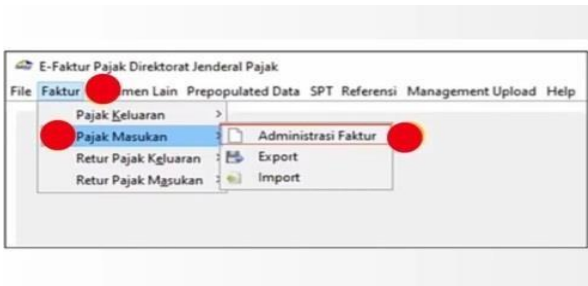 E-Faktur Pajak Direktorat Jenderal Pajak
File Faktur men Lain Prepopulated Data SPT Referensi Management Upload Help
Pajak Keluaran >
Pajak Masukan Administrasi Faktur
Retur Pajak Keluaran Export
Retur Pajak Masukan Import